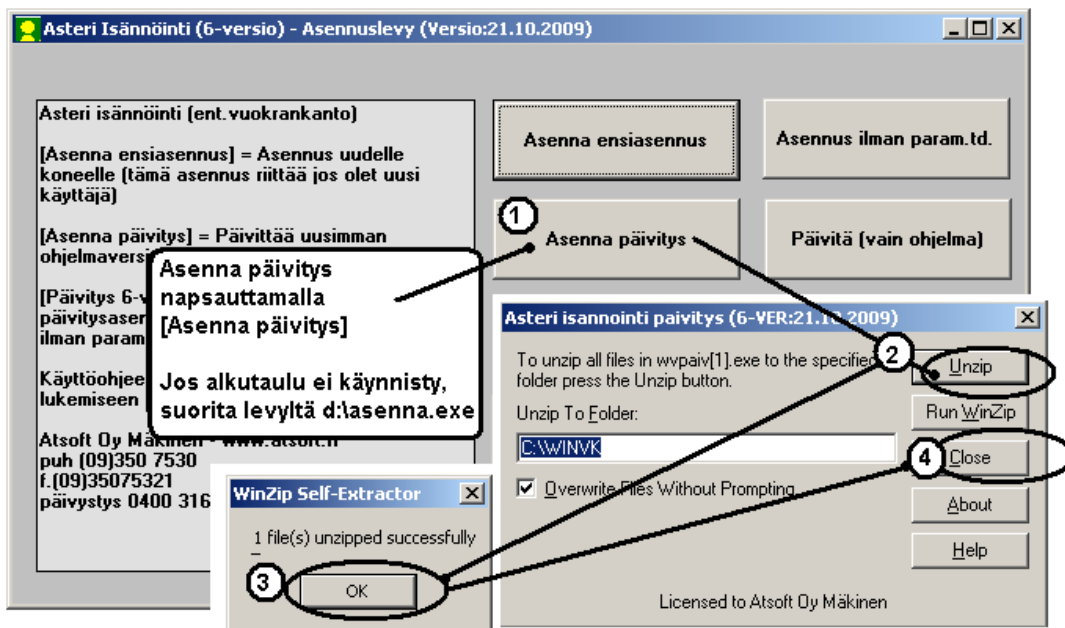 Asteri Isännöinti (6-versio) - Asennuslevy (Versio:21.10.2009)
Asteri isännöinti (ent.vuokrankanto)
[Asenna ensiasennus] = Asennus uudelle
koneelle (tämä asennus riittää jos olet uusi
käyttäjä)
[Asenna päivitys] = Päivittää uusimman
ohjelmaversi
[Päivitys 6-v
päivitysaser
ilman param
Käyttöohjee
lukemiseen
Atsoft Oy Mäkinen - www.atsoft.fi
puh (09)350 7530
f.(09)35075321
päivystys 0400 316
Asenna ensiasennus
Asennus ilman param.td.
1
Asenna päivitys
Päivitä (vain ohjelma)
Asenna päivitys
napsauttamalla
[Asenna päivitys]
Jos alkutaulu ei käynnisty,
suorita levyltä d:\asenna.exe
Asteri isannointi paivitys (6-VER:21.10.2009)
To unzip all files in wvpaiv[1].exe to the specified
folder press the Unzip button.
2
Unzip
Run WinZip
Unzip To Folder:
C:\WINVK
4
Close
Overwrite Files Without Prompting
About
Help
Licensed to Atsoft Oy Mäkinen
WinZip Self-Extractor
1 file(s) unzipped successfully
3
OK